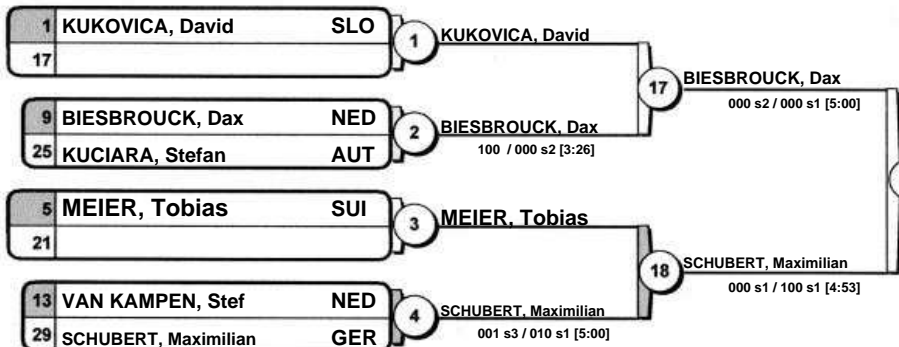 1 KUKOVICA, David SLO
17
1 KUKOVICA, David
9 BIESBROUCK, Dax NED
25 KUCIARA, Stefan AUT
2 BIESBROUCK, Dax
100 / 000 s2 [3:26]
17 BIESBROUCK, Dax
000 s2 / 000 s1 [5:00]
5 MEIER, Tobias SUI
21
3 MEIER, Tobias
13 VAN KAMPEN, Stef NED
29 SCHUBERT, Maximilian GER
4 SCHUBERT, Maximilian
001 s3 / 010 s1 [5:00]
18 SCHUBERT, Maximilian
000 s1 / 100 s1 [4:53]